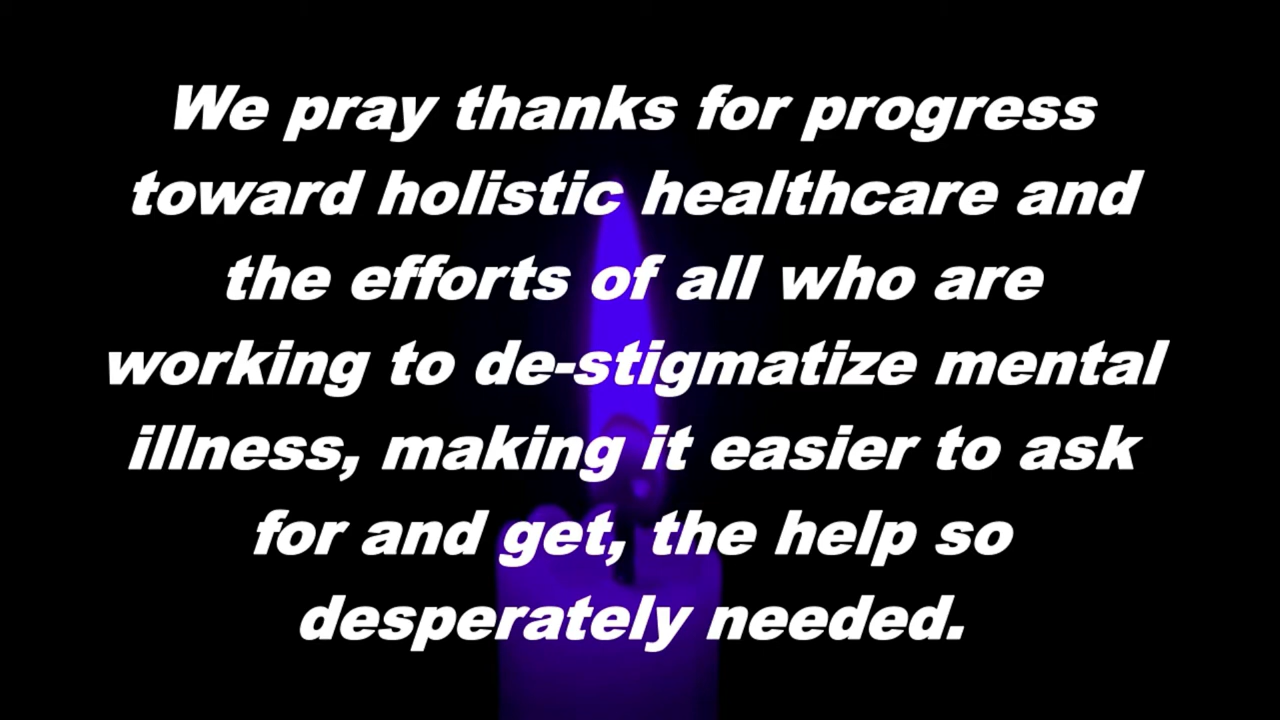 We pray thanks for progress
toward holistic healthcare and
the efforts of all who are
working to de-stigmatize mental
illness, making it easier to ask
for and get, the help so
desperately needed.